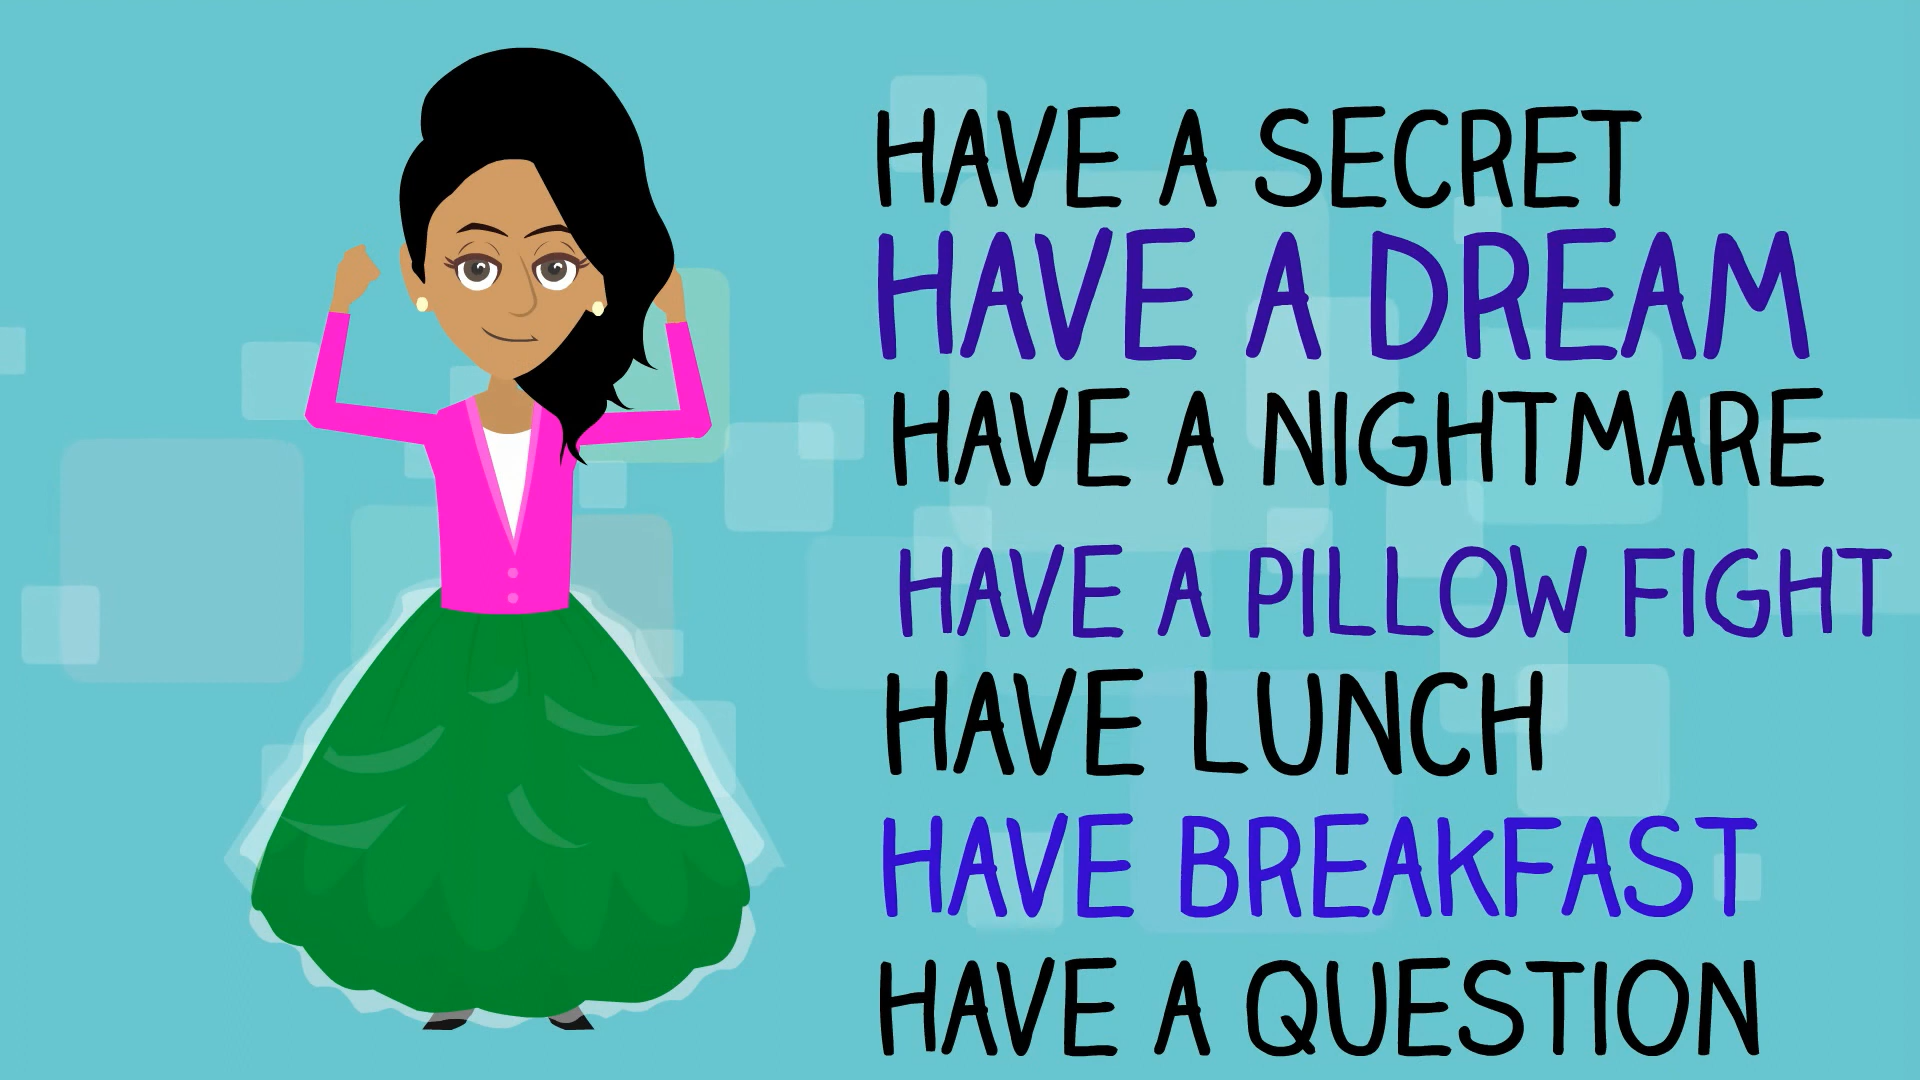 HAVE A SECRET
HAVE A DREAM
HAVE A NIGHTMARE
HAVE A PILLOW FIGHT
HAVE LUNCH
HAVE BREAKFAST
HAVE A QUESTION